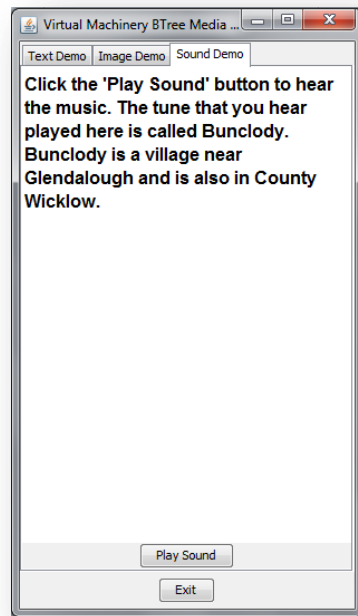 Virtual Machinery BTree Media ...
Text Demo Image Demo Sound Demo
Click the 'Play Sound' button to hear
the music. The tune that you hear
played here is called Bunclody.
Bunclody is a village near
Glendalough and is also in County
Wicklow.
Play Sound
Exit